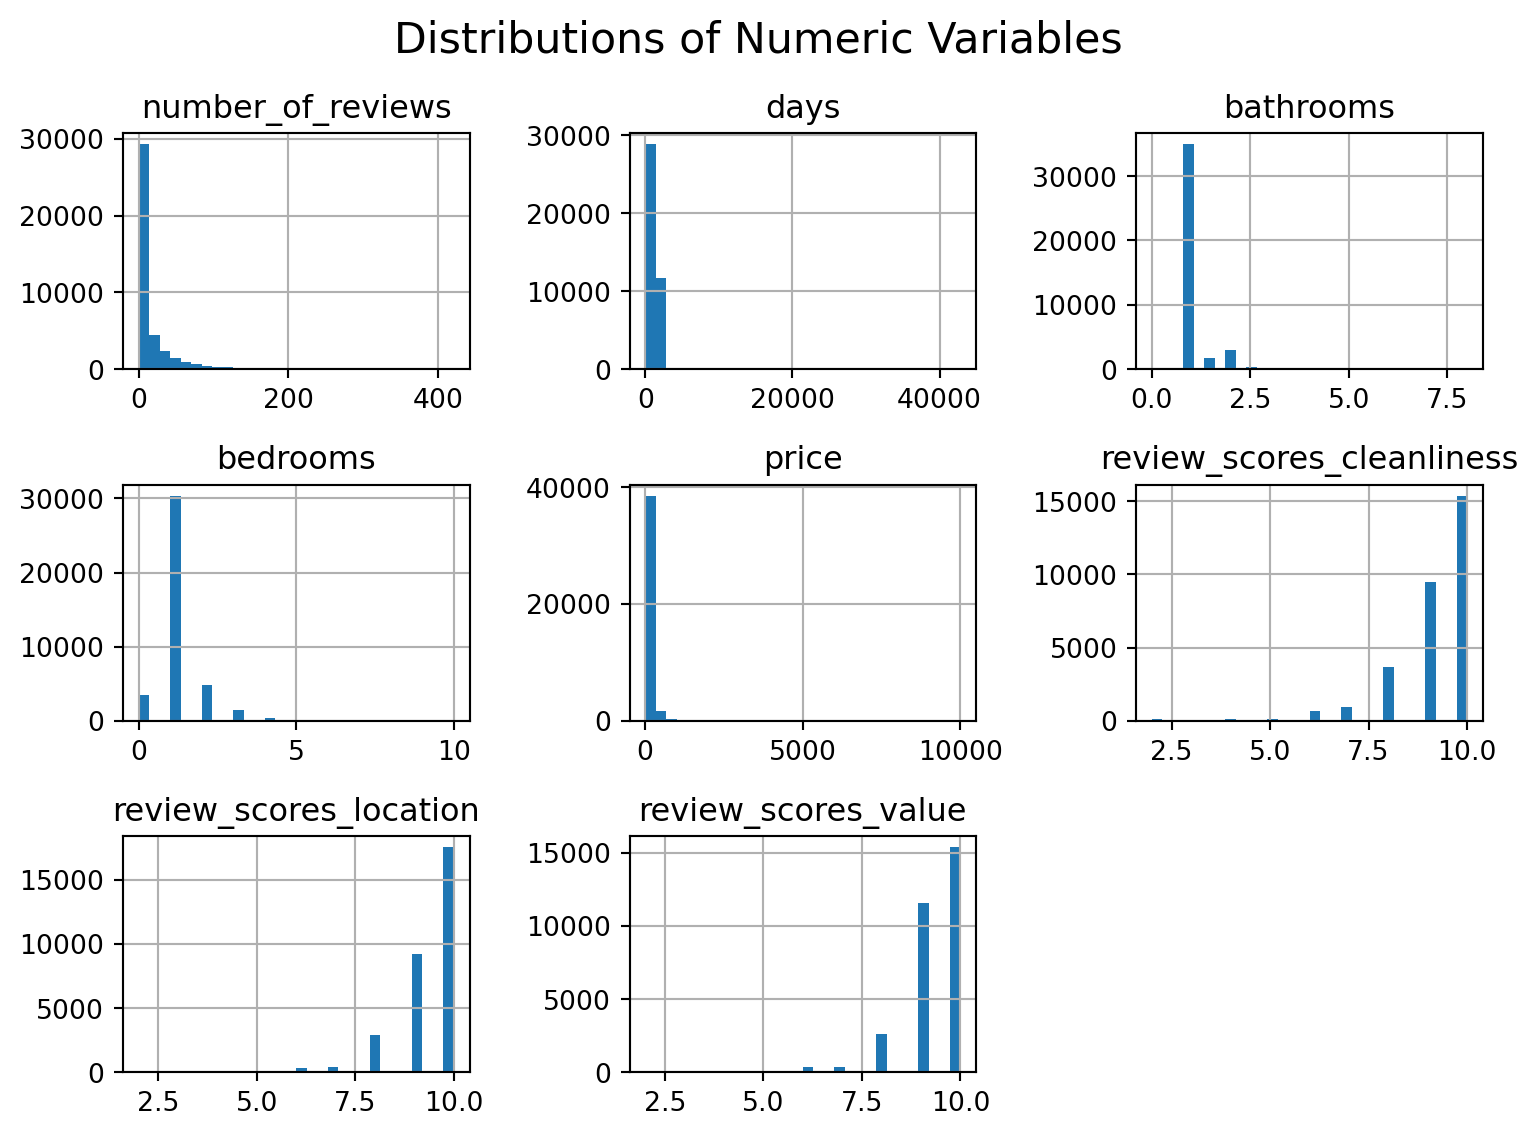 Distributions of Numeric Variables
number_of_reviews
30000
20000
10000
0
0 200 400
days
30000
20000
10000
0
0 20000 40000
bathrooms
30000
20000
10000
0
0.0 2.5 5.0 7.5
bedrooms
30000
20000
10000
0
0 5 10
price
40000
20000
0
0 5000 10000
review_scores_cleanliness
15000
10000
5000
0
2.5 5.0 7.5 10.0
review_scores_location
15000
10000
5000
0
2.5 5.0 7.5 10.0
review_scores_value
15000
10000
5000
0
2.5 5.0 7.5 10.0